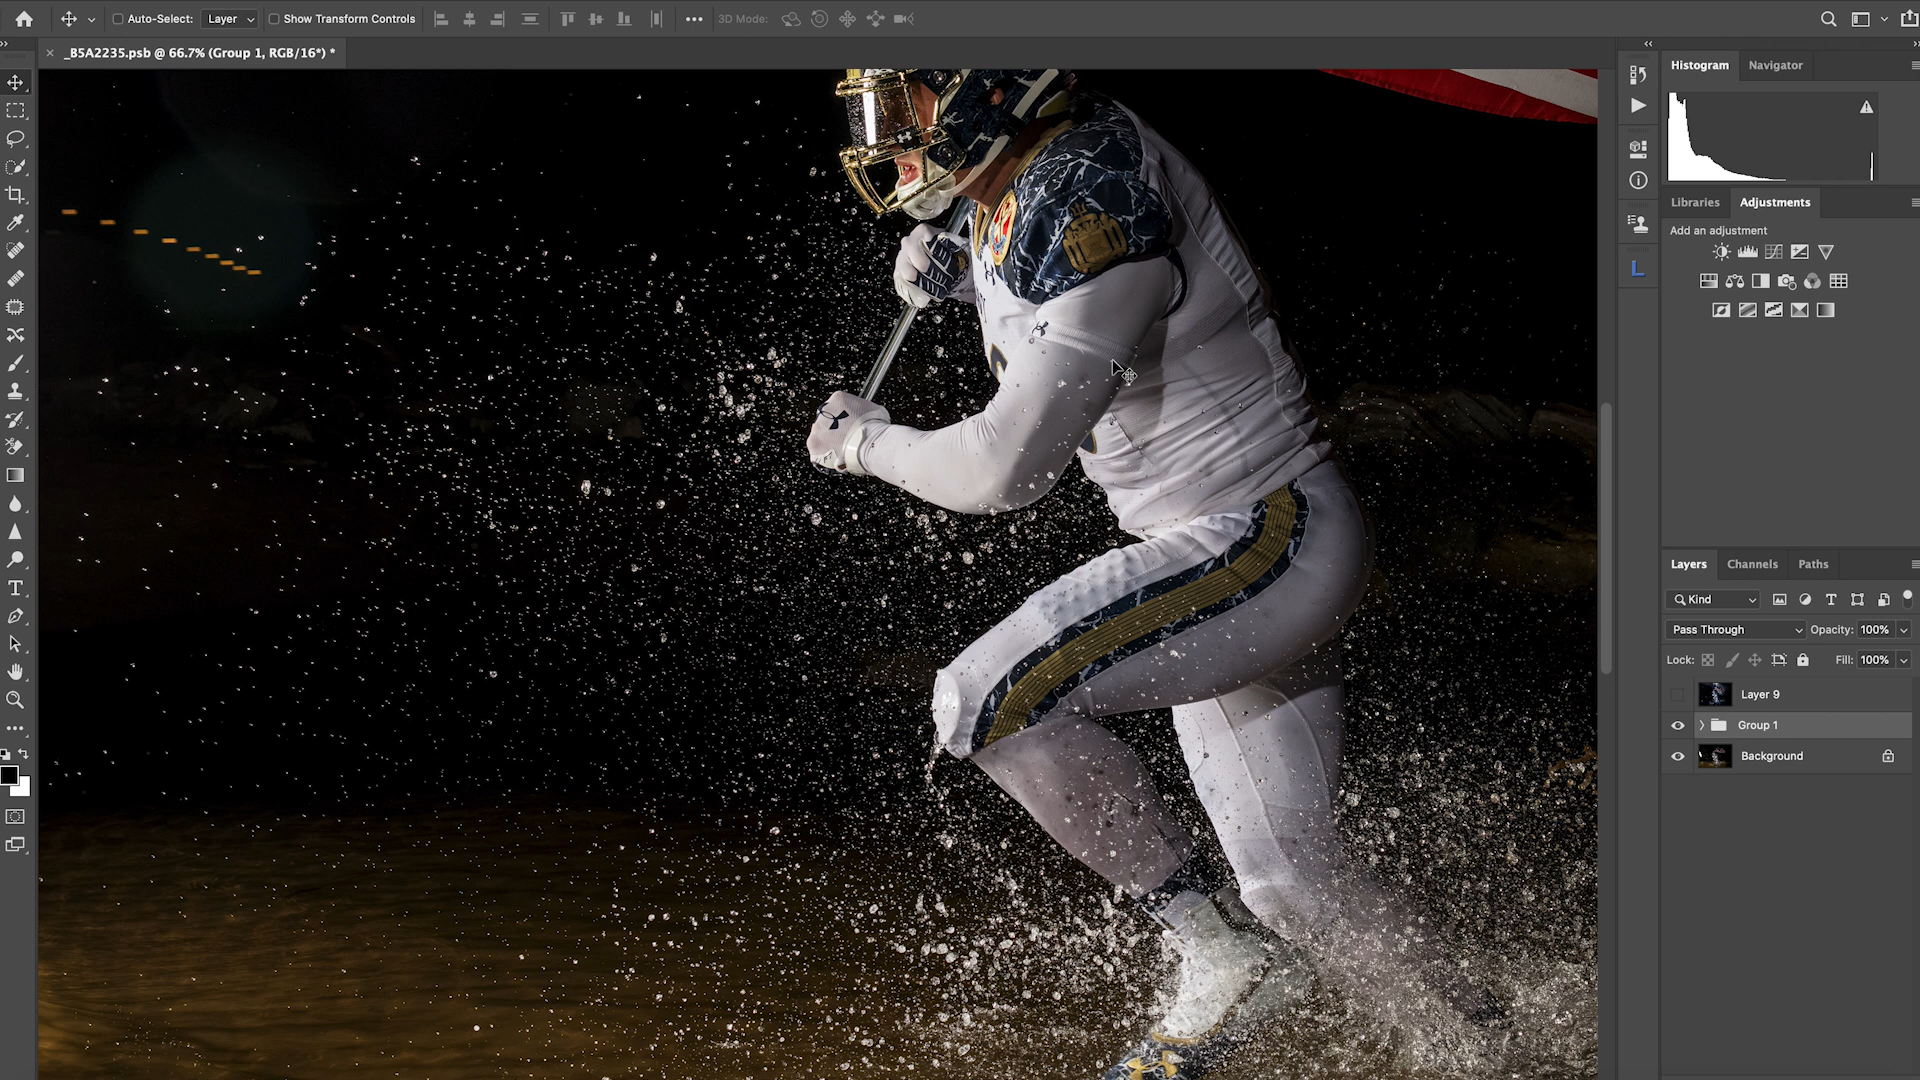 Auto-Select:
Layer
Show Transform Controls
3D Mode:
_B5A2235.psb @ 66.7% (Group 1, RGB/16*) *
Histogram
Navigator
Libraries
Adjustments
Add an adjustment
L
Layers
Channels
Paths
Kind
Pass Through
Opacity: 100%
Lock:
Fill: 100%
Layer 9
Group 1
Background